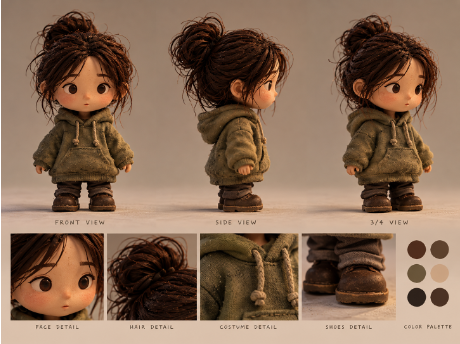 FRONT VIEW
SIDE VIEW
3/4 VIEW
FACE DETAIL
HAIR DETAIL
COSTUME DETAIL
SHOES DETAIL
COLOR PALETTE